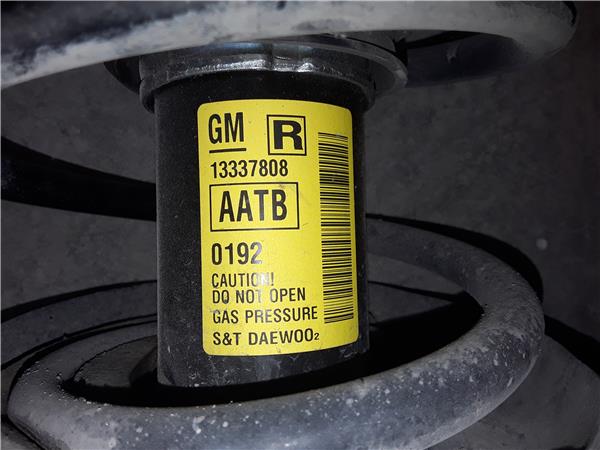 GM R
13337808
AATB
0192
CAUTION!
DO NOT OPEN
GAS PRESSURE
S&T DAEWOO2